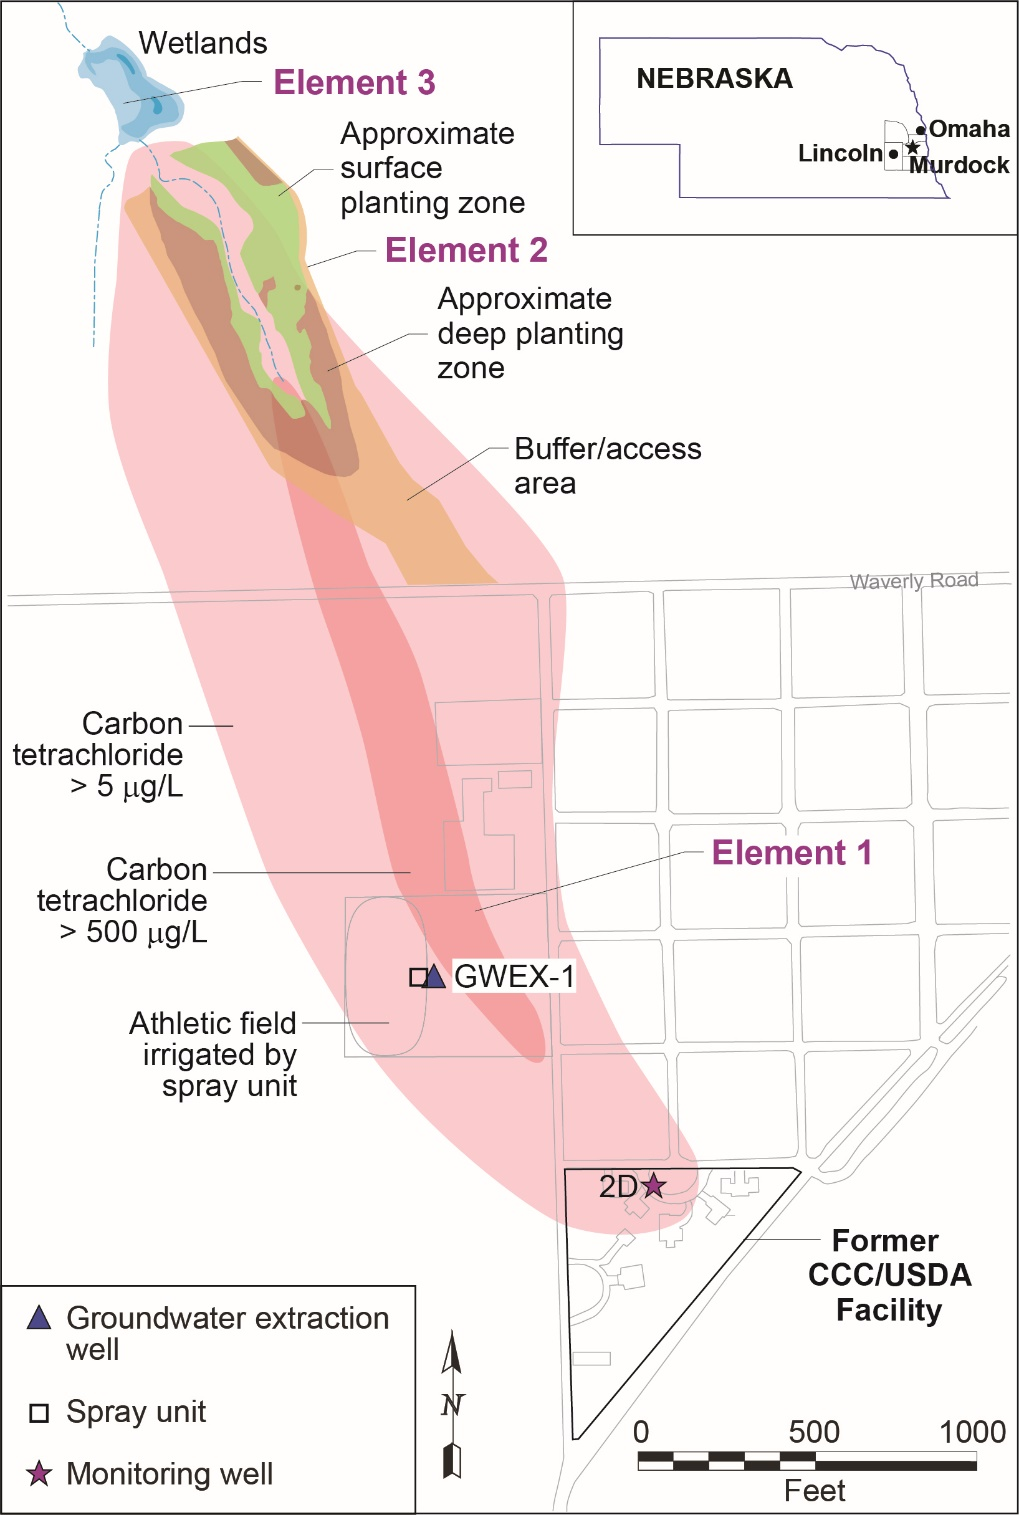 Wetlands
Element 3
Approximate
surface
planting zone
Element 2
Approximate
deep planting
zone
Buffer/access
area
NEBRASKA
Omaha
Lincoln
Murdock
Waverly Road
Carbon
tetrachloride
> 5 µg/L
Carbon
tetrachloride
> 500 µg/L
Element 1
GWEX-1
Athletic field
irrigated by
spray unit
2D
Former
CCC/USDA
Facility
Groundwater extraction
well
Spray unit
Monitoring well
N
0 500 1000
Feet